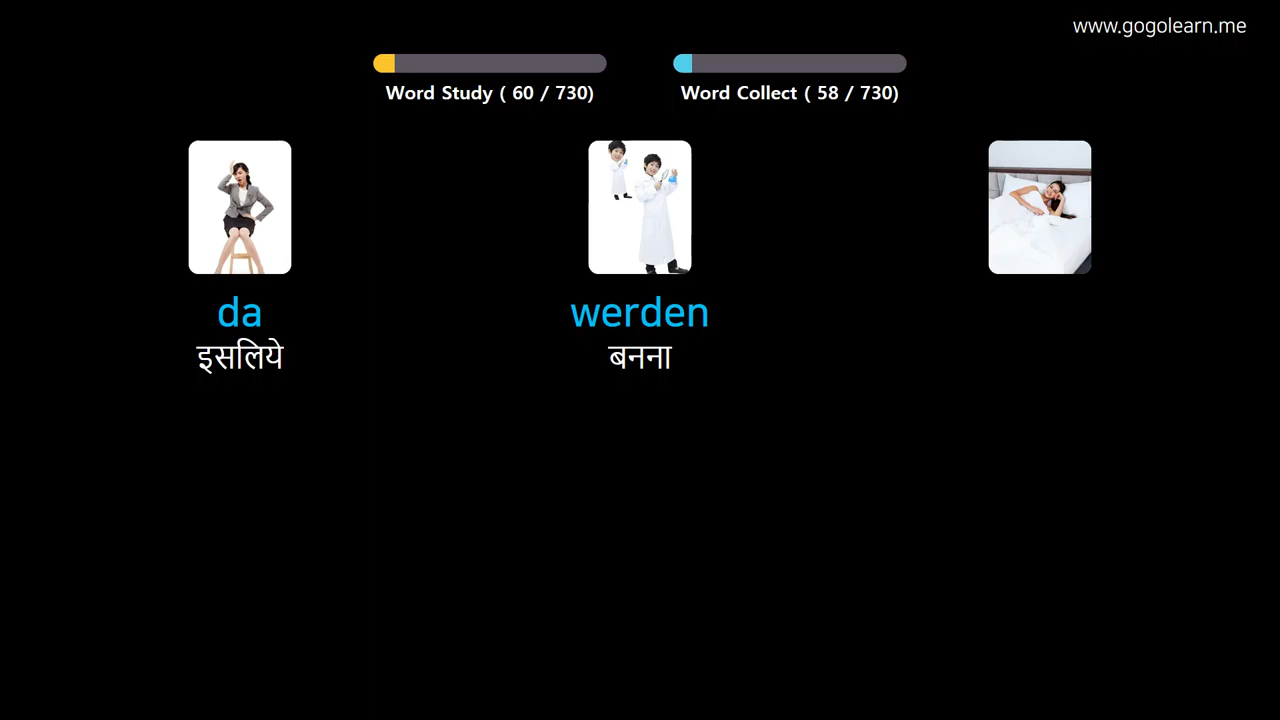 www.gogolearn.me
Word Study ( 60 / 730)
Word Collect ( 58 / 730)
da
werden
इसलिये
बनना